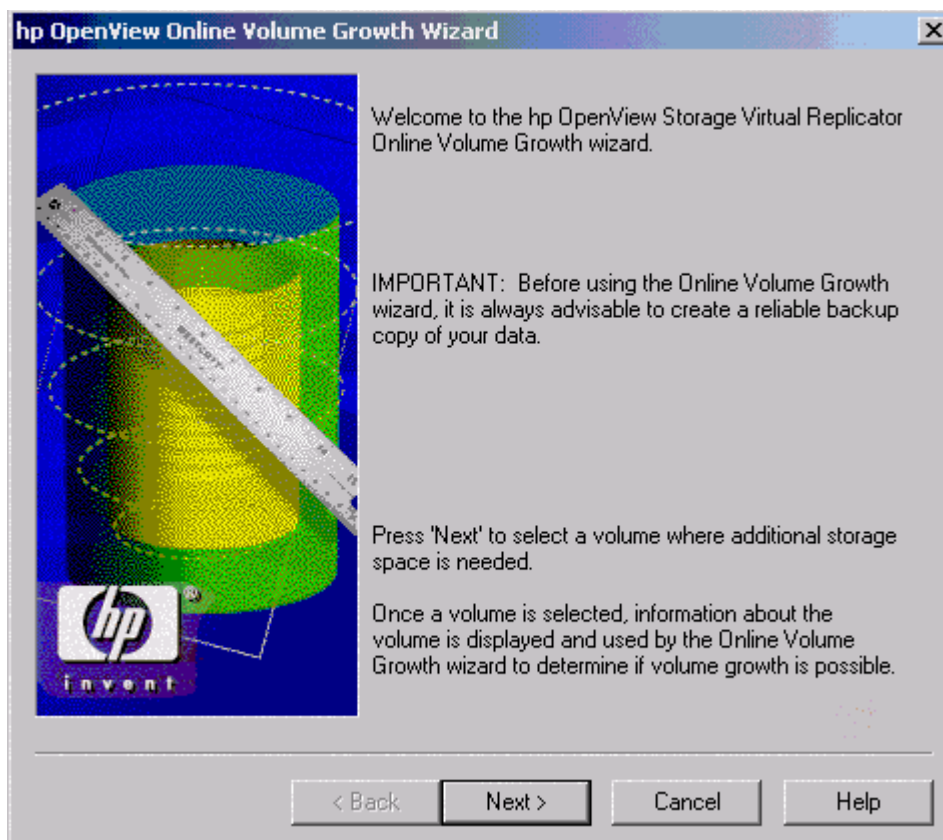 hp OpenView Online Volume Growth Wizard
Welcome to the hp OpenView Storage Virtual Replicator
Online Volume Growth wizard.
IMPORTANT:  Before using the Online Volume Growth
wizard, it is always advisable to create a reliable backup
copy of your data.
WESTCOTT
Press 'Next' to select a volume where additional storage
space is needed.
Once a volume is selected, information about the
volume is displayed and used by the Online Volume
Growth wizard to determine if volume growth is possible.
hp
®
invent
< Back
Next >
Cancel
Help